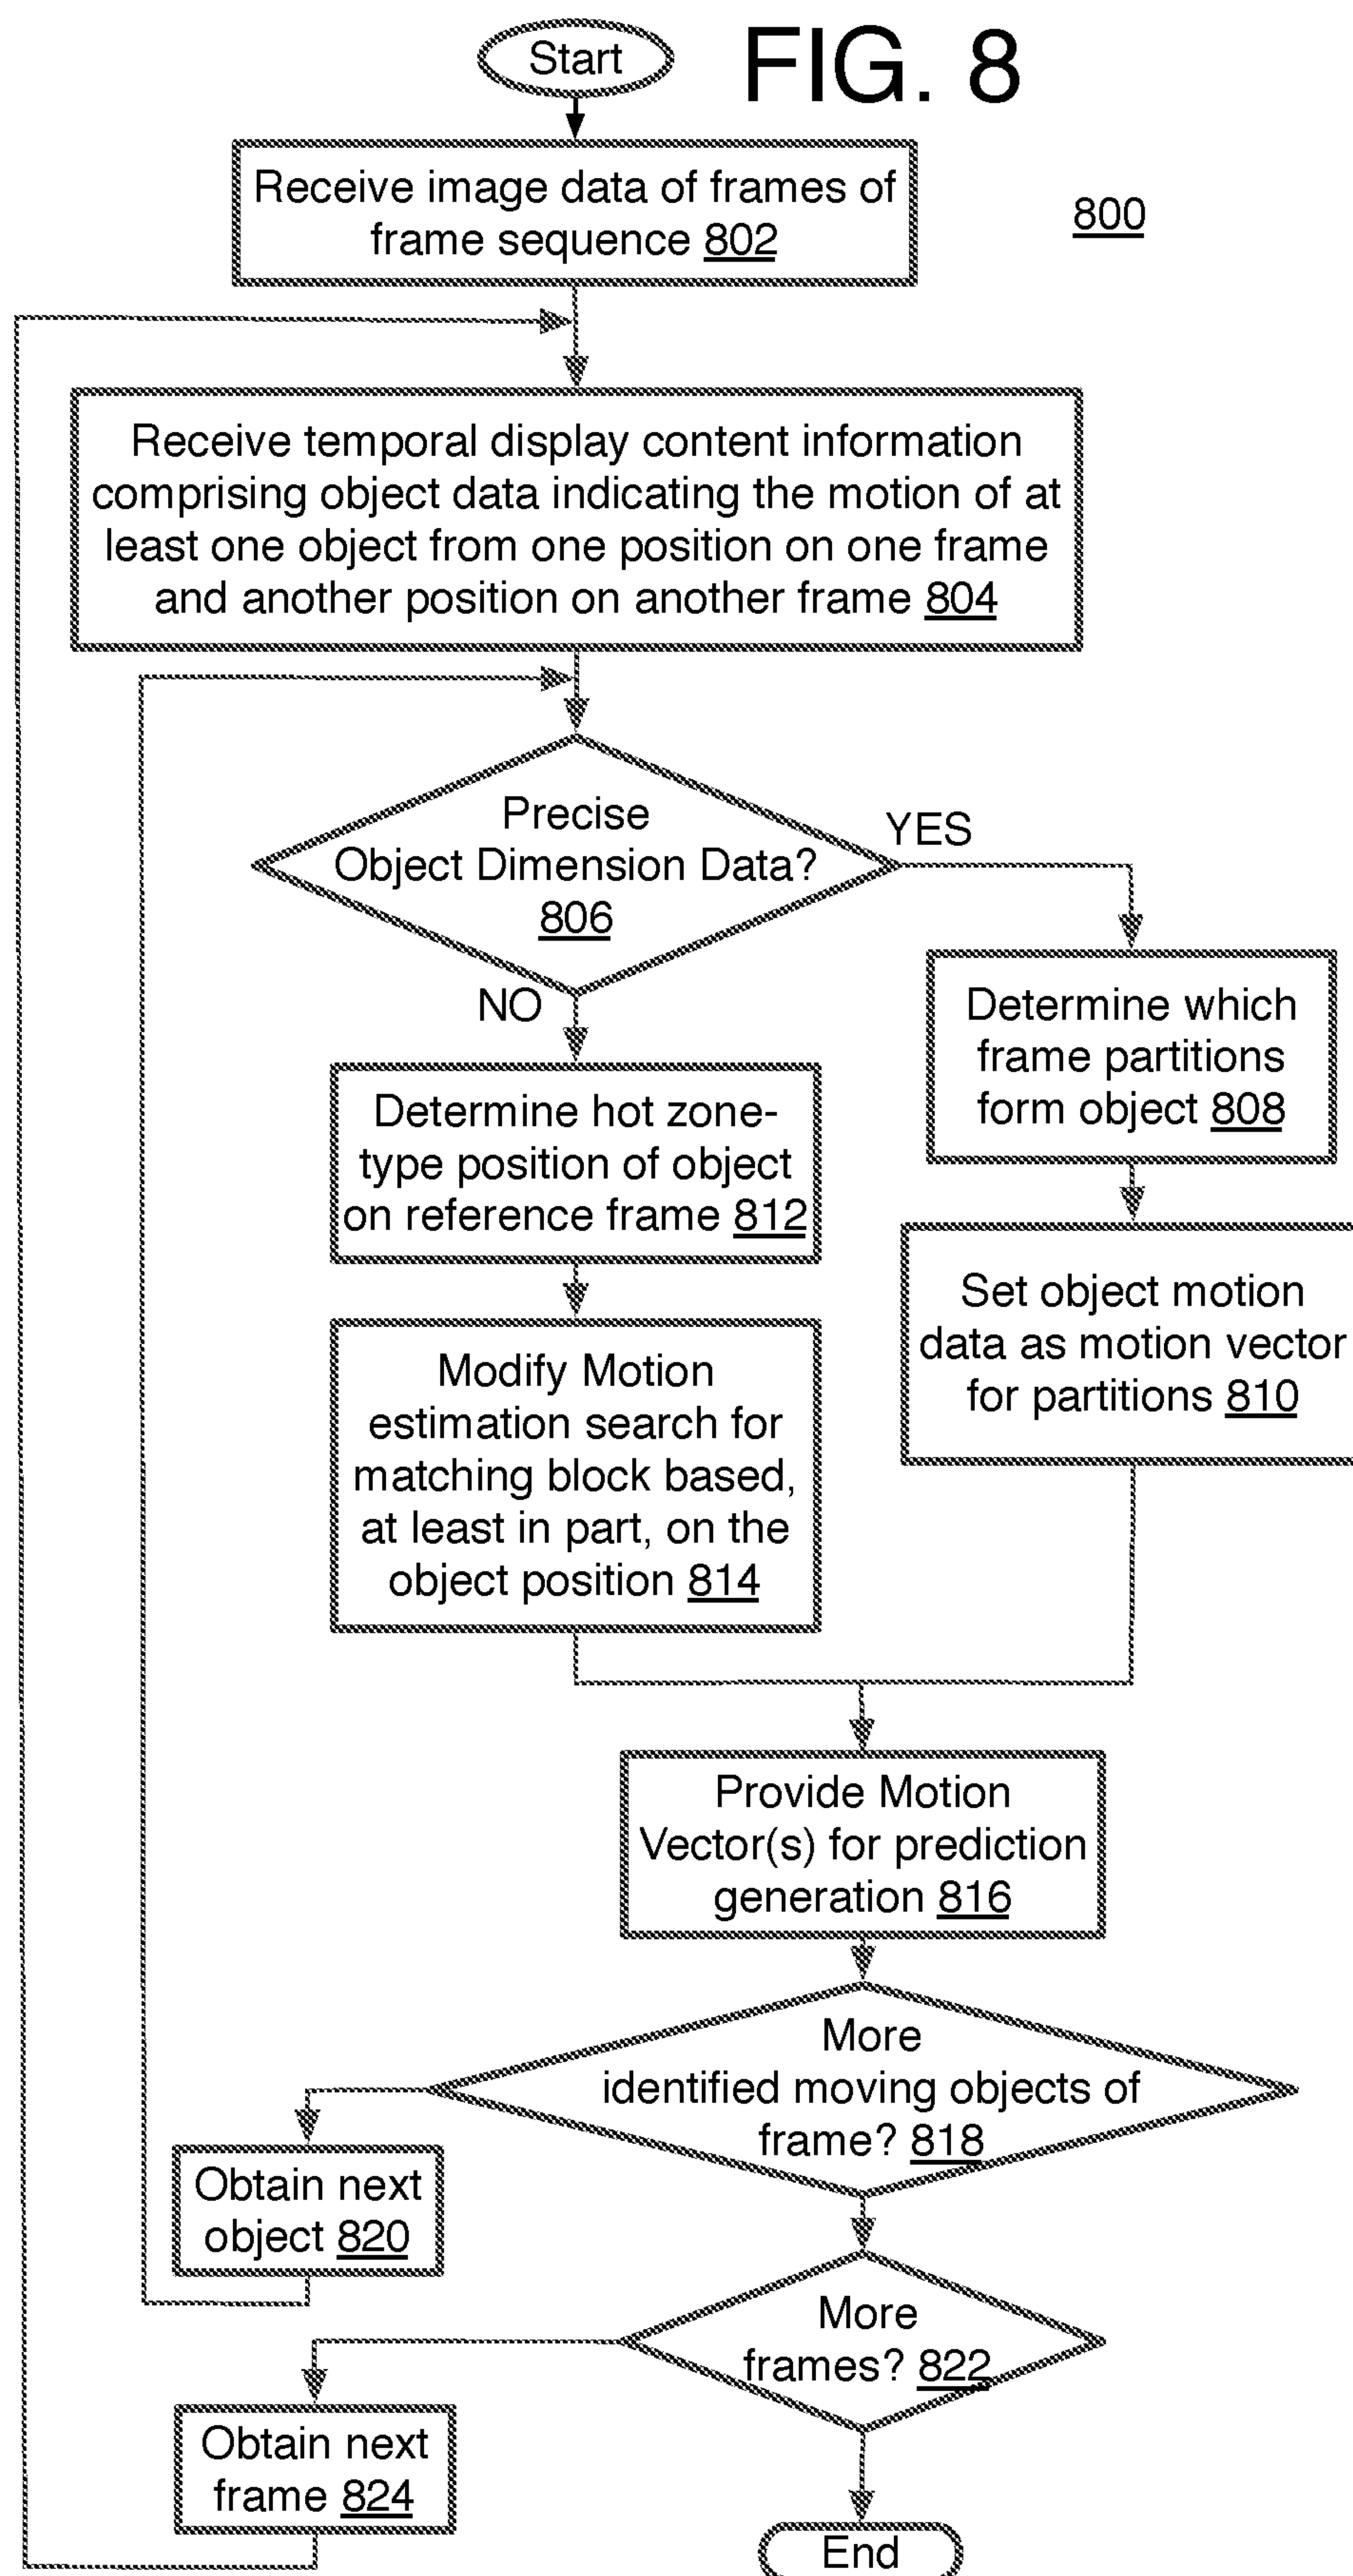 Start
FIG. 8
Receive image data of frames of
frame sequence 802
800
Receive temporal display content information
comprising object data indicating the motion of at
least one object from one position on one frame
and another position on another frame 804
Precise
Object Dimension Data?
806
YES
NO
Determine which
frame partitions
form object 808
Determine hot zone-
type position of object
on reference frame 812
Set object motion
data as motion vector
for partitions 810
Modify Motion
estimation search for
matching block based,
at least in part, on the
object position 814
Provide Motion
Vector(s) for prediction
generation 816
More
identified moving objects of
frame? 818
Obtain next
object 820
More
frames? 822
Obtain next
frame 824
End